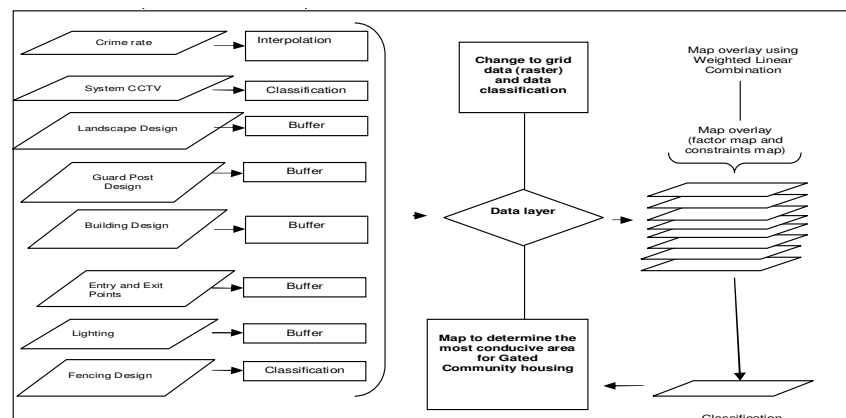 Crime rate
Interpolation
System CCTV
Classification
Landscape Design
Buffer
Guard Post
Design
Buffer
Building Design
Buffer
Entry and Exit
Points
Buffer
Lighting
Buffer
Fencing Design
Classification
Change to grid
data (raster)
and data
classification
Data layer
Map to determine the
most conducive area
for Gated
Community housing
Map overlay using
Weighted Linear
Combination
Map overlay
(factor map and
constraints map)
Classification